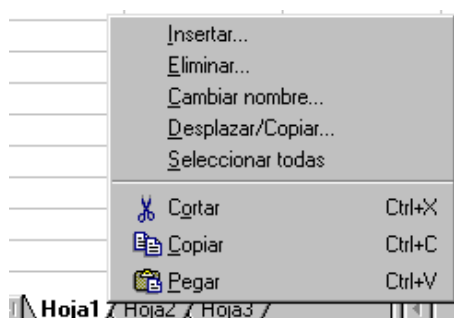 Insertar...
Eliminar...
Cambiar nombre...
Desplazar/Copiar...
Seleccionar todas
Cortar Ctrl+X
Copiar Ctrl+C
Pegar Ctrl+V
Hoja1 / Hoja2 / Hoja3 /